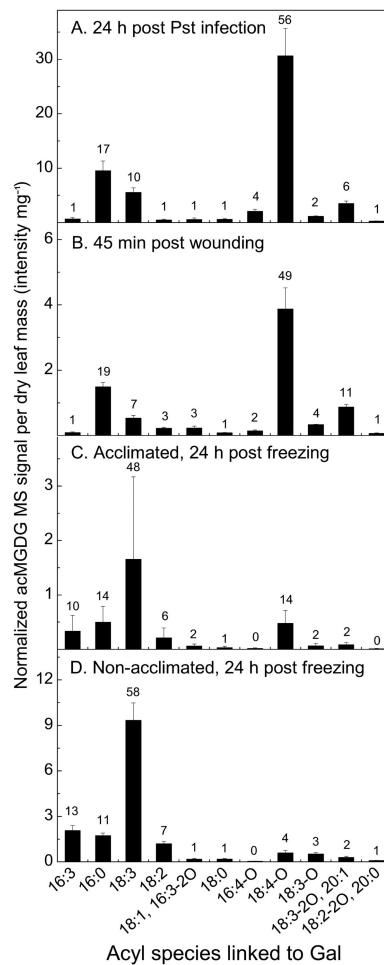 Normalized acMGDG MS signal per dry leaf mass (intensity mg⁻¹)
A. 24 h post Pst infection
30
20
10
0
1 17 10 1 1 1 4 56 2 6 1
B. 45 min post wounding
6
4
2
0
1 19 7 3 3 1 2 49 4 11 1
C. Acclimated, 24 h post freezing
3
2
1
0
10 14 48 6 2 1 0 14 2 2 0
D. Non-acclimated, 24 h post freezing
12
9
6
3
0
13 11 58 7 1 1 0 4 3 2 1
16:3
16:0
18:3
18:2
18:1, 16:3-2O
18:0
16:4-O
18:4-O
18:3-O
18:3-2O, 20:1
18:2-2O, 20:0
Acyl species linked to Gal